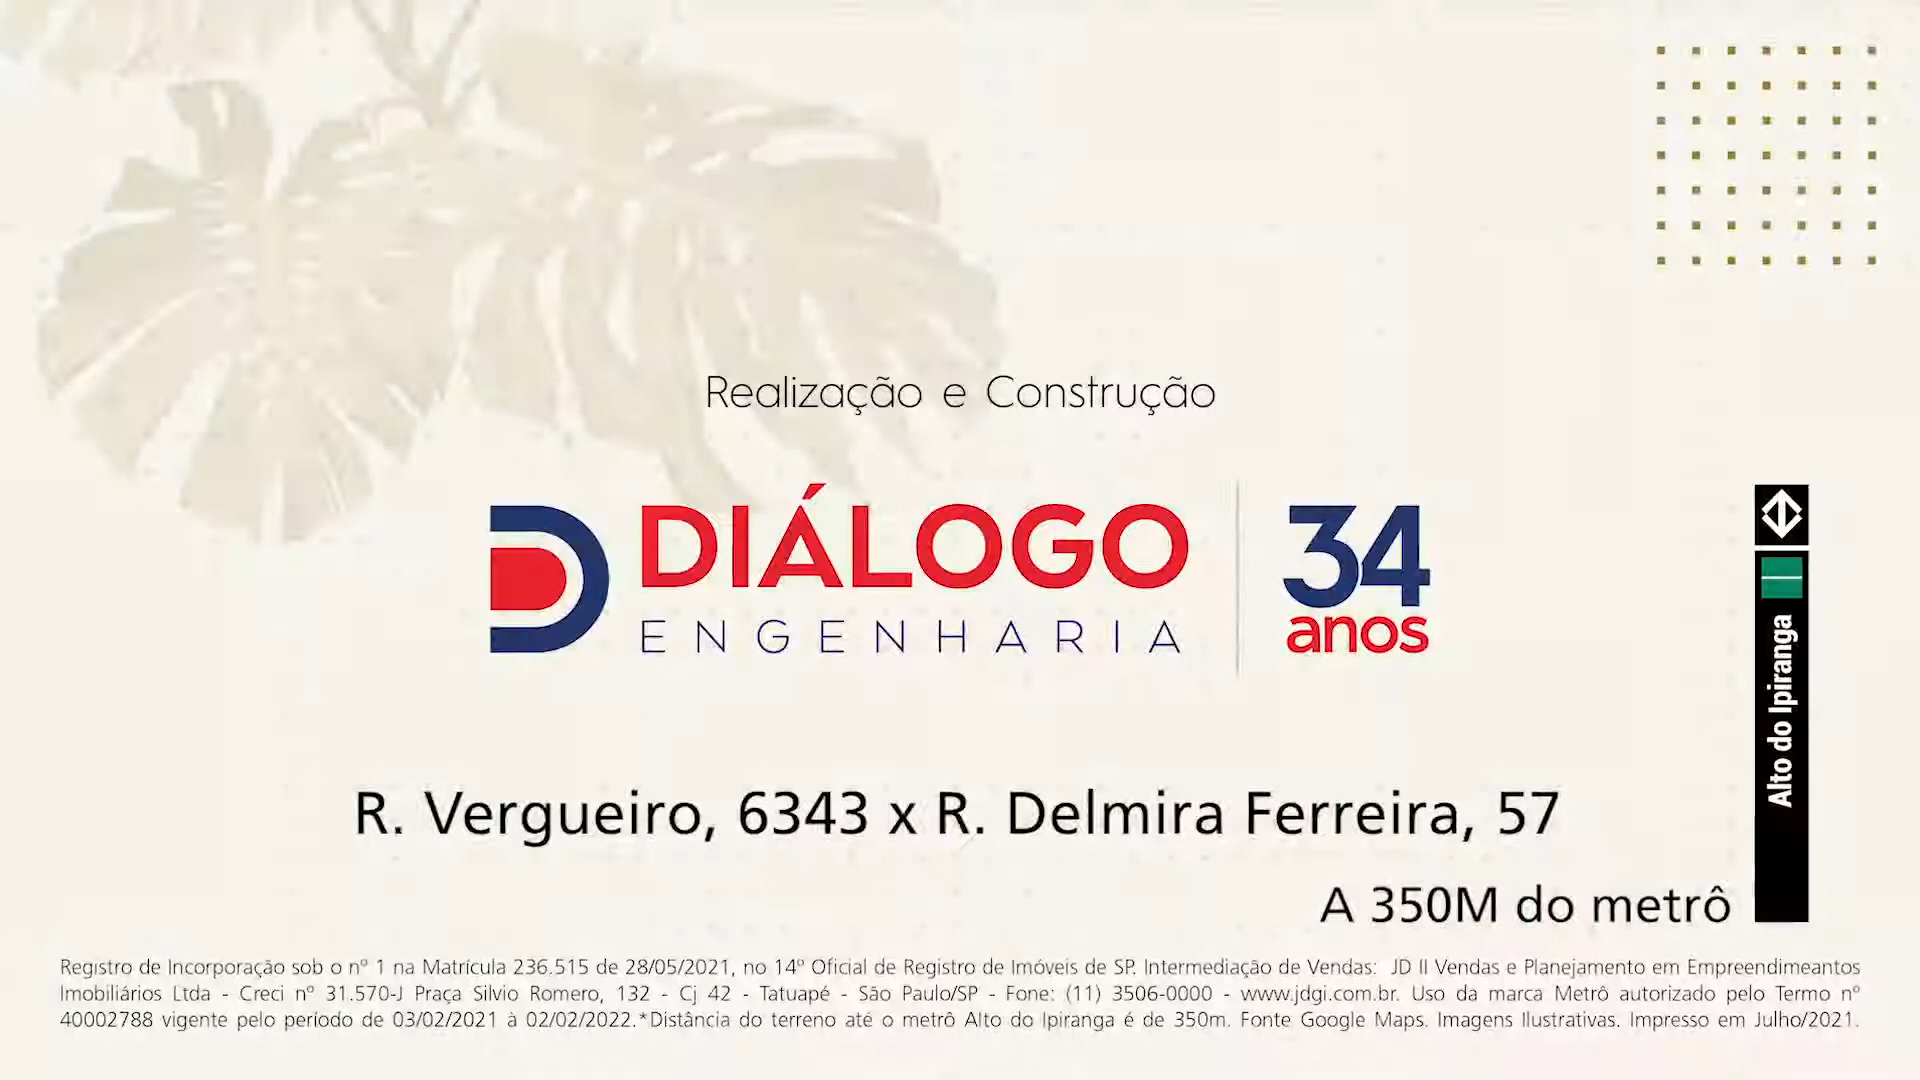 Realização e Construção
DIÁLOGO
ENGENHARIA
34
anos
Alto do Ipiranga
R. Vergueiro, 6343 x R. Delmira Ferreira, 57
A 350M do metrô
Registro de Incorporação sob o nº 1 na Matrícula 236.515 de 28/05/2021, no 14º Oficial de Registro de Imóveis de SP. Intermediação de Vendas: JD II Vendas e Planejamento em Empreendimeantos
Imobiliários Ltda - Creci nº 31.570-J Praça Silvio Romero, 132 - Cj 42 - Tatuapé - São Paulo/SP - Fone: (11) 3506-0000 - www.jdgi.com.br. Uso da marca Metrô autorizado pelo Termo nº
40002788 vigente pelo período de 03/02/2021 à 02/02/2022.*Distância do terreno até o metrô Alto do Ipiranga é de 350m. Fonte Google Maps. Imagens Ilustrativas. Impresso em Julho/2021.